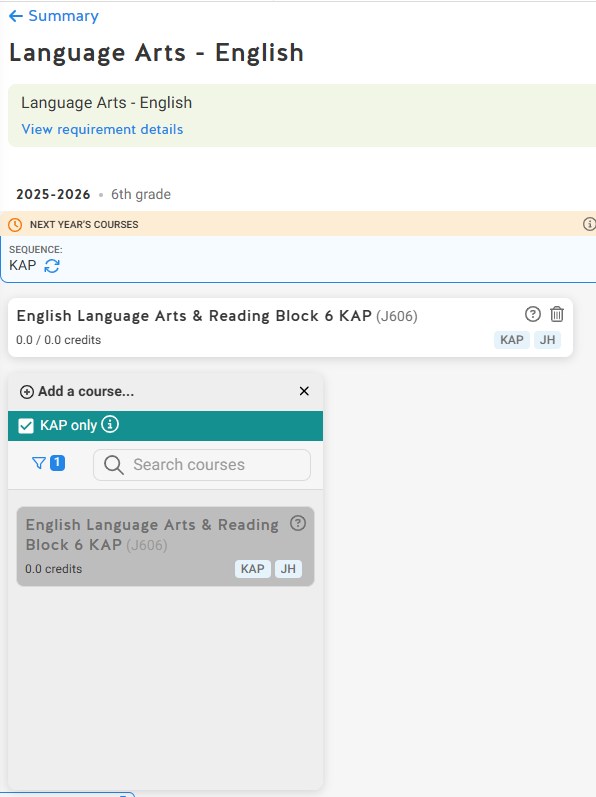 Summary
Language Arts - English
Language Arts - English
View requirement details
2025-2026 • 6th grade
NEXT YEAR'S COURSES
SEQUENCE:
KAP
English Language Arts & Reading Block 6 KAP (J606)
0.0 / 0.0 credits
KAP JH
Add a course...
KAP only
1
Search courses
English Language Arts & Reading
Block 6 KAP (J606)
0.0 credits
KAP JH